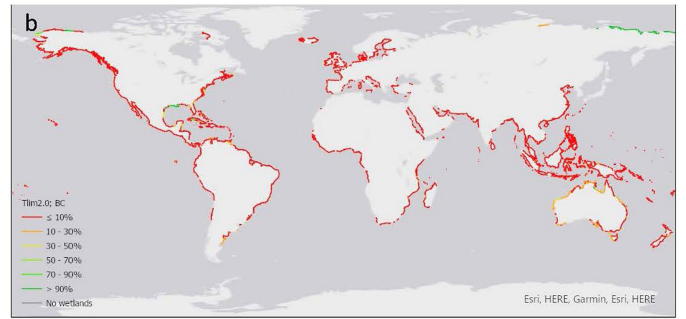 b
Tlim2.0; BC
≤ 10%
10 - 30%
30 - 50%
50 - 70%
70 - 90%
> 90%
No wetlands
Esri, HERE, Garmin, Esri, HERE